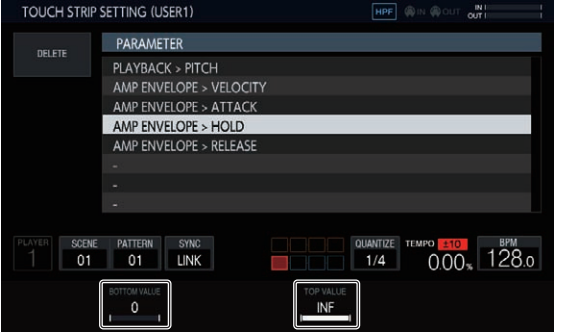 TOUCH STRIP SETTING (USER1)
HPF IN OUT IN
OUT
DELETE
PARAMETER
PLAYBACK > PITCH
AMP ENVELOPE > VELOCITY
AMP ENVELOPE > ATTACK
AMP ENVELOPE > HOLD
AMP ENVELOPE > RELEASE
-
-
-
PLAYER SCENE PATTERN SYNC QUANTIZE TEMPO ±10 BPM
1 01 01 LINK 1/4 0.00% 128.0
BOTTOM VALUE TOP VALUE
0 INF